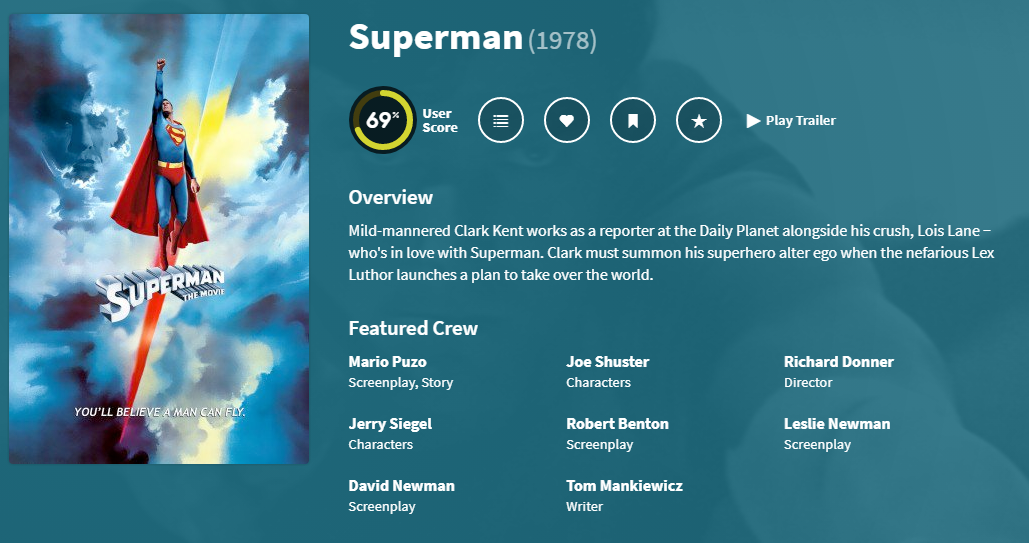 Superman (1978)
69%
User
Score
Play Trailer
Overview
Mild-mannered Clark Kent works as a reporter at the Daily Planet alongside his crush, Lois Lane −
who's in love with Superman. Clark must summon his superhero alter ego when the nefarious Lex
Luthor launches a plan to take over the world.
SUPERMAN
THE MOVIE
YOU'LL BELIEVE A MAN CAN FLY.
Featured Crew
Mario Puzo
Screenplay, Story
Joe Shuster
Characters
Richard Donner
Director
Jerry Siegel
Characters
Robert Benton
Screenplay
Leslie Newman
Screenplay
David Newman
Screenplay
Tom Mankiewicz
Writer